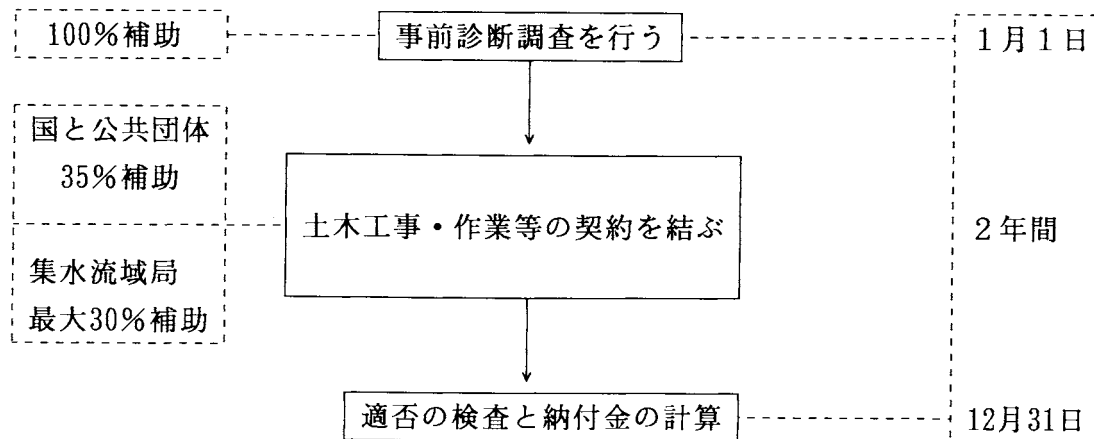 100%補助
事前診断調査を行う
1月1日
国と公共団体
35%補助
土木工事・作業等の契約を結ぶ
2年間
集水流域局
最大30%補助
適否の検査と納付金の計算
12月31日